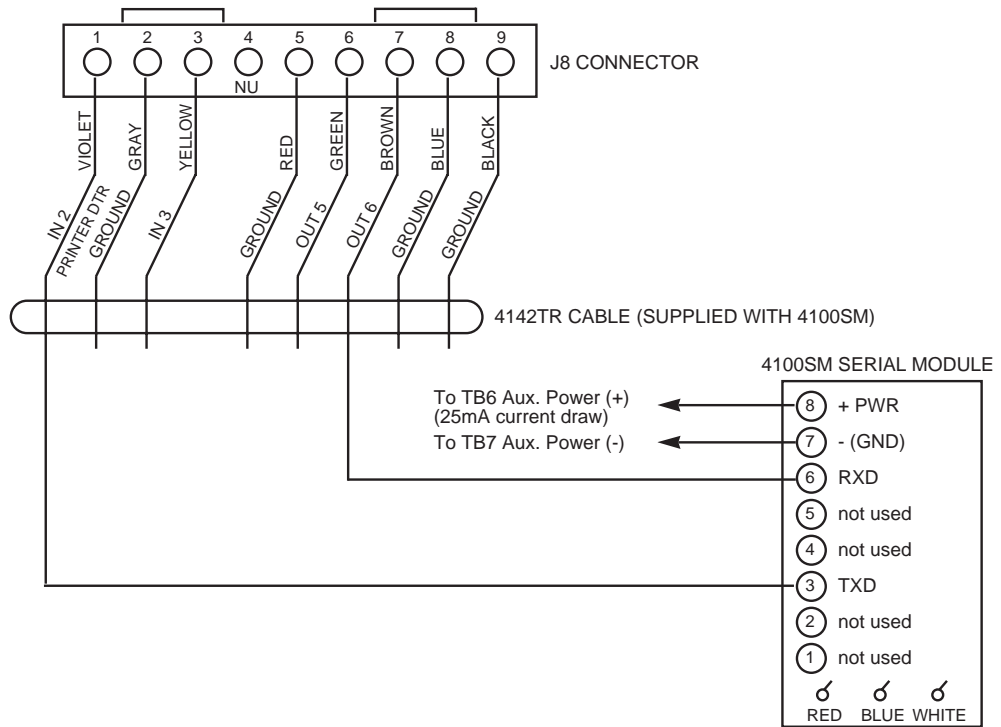 1 2 3 4 5 6 7 8 9
J8 CONNECTOR
NU
VIOLET
GRAY
YELLOW
RED
GREEN
BROWN
BLUE
BLACK
IN 2
PRINTER DTR
GROUND
IN 3
GROUND
OUT 5
OUT 6
GROUND
GROUND
4142TR CABLE (SUPPLIED WITH 4100SM)
4100SM SERIAL MODULE
To TB6 Aux. Power (+)
(25mA current draw)
To TB7 Aux. Power (-)
8 + PWR
7 - (GND)
6 RXD
5 not used
4 not used
3 TXD
2 not used
1 not used
RED BLUE WHITE